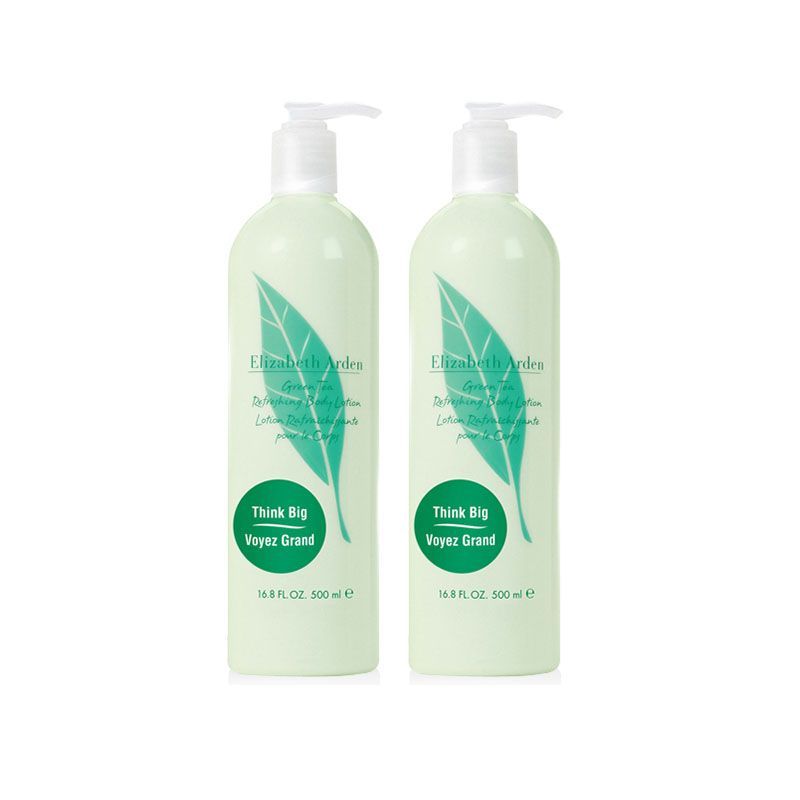 Elizabeth Arden
Green Tea
Refreshing Body Lotion
Lotion Rafraîchissante
pour le Corps
Think Big
Voyez Grand
16.8 FL.OZ. 500 ml ℮
Elizabeth Arden
Green Tea
Refreshing Body Lotion
Lotion Rafraîchissante
pour le Corps
Think Big
Voyez Grand
16.8 FL.OZ. 500 ml ℮